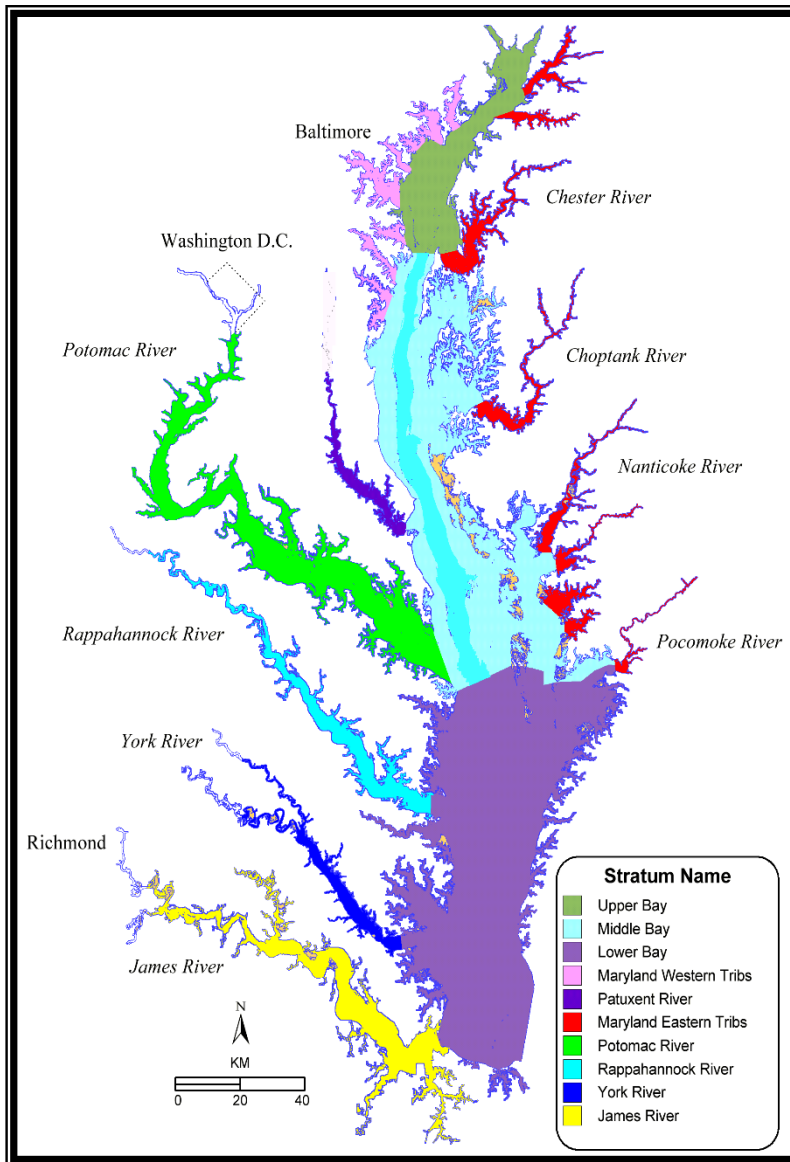 Baltimore
Chester River
Washington D.C.
Potomac River
Choptank River
Nanticoke River
Rappahannock River
Pocomoke River
York River
Richmond
James River
N
KM
0 20 40
Stratum Name
Upper Bay
Middle Bay
Lower Bay
Maryland Western Tribs
Patuxent River
Maryland Eastern Tribs
Potomac River
Rappahannock River
York River
James River